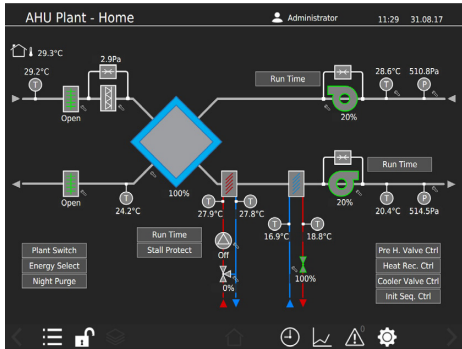 AHU Plant - Home
Administrator
11:29 31.08.17
29.3°C
2.9Pa
29.2°C
28.6°C 510.8Pa
T
T P
Run Time
Open
20%
Run Time
Open
100%
20%
T
24.2°C
T T
27.9°C 27.8°C
T P
20.4°C 514.5Pa
T T
16.9°C 18.8°C
Run Time
Stall Protect
Off
0%
100%
Plant Switch
Energy Select
Night Purge
Pre H. Valve Ctrl
Heat Rec. Ctrl
Cooler Valve Ctrl
Init Seq. Ctrl
0